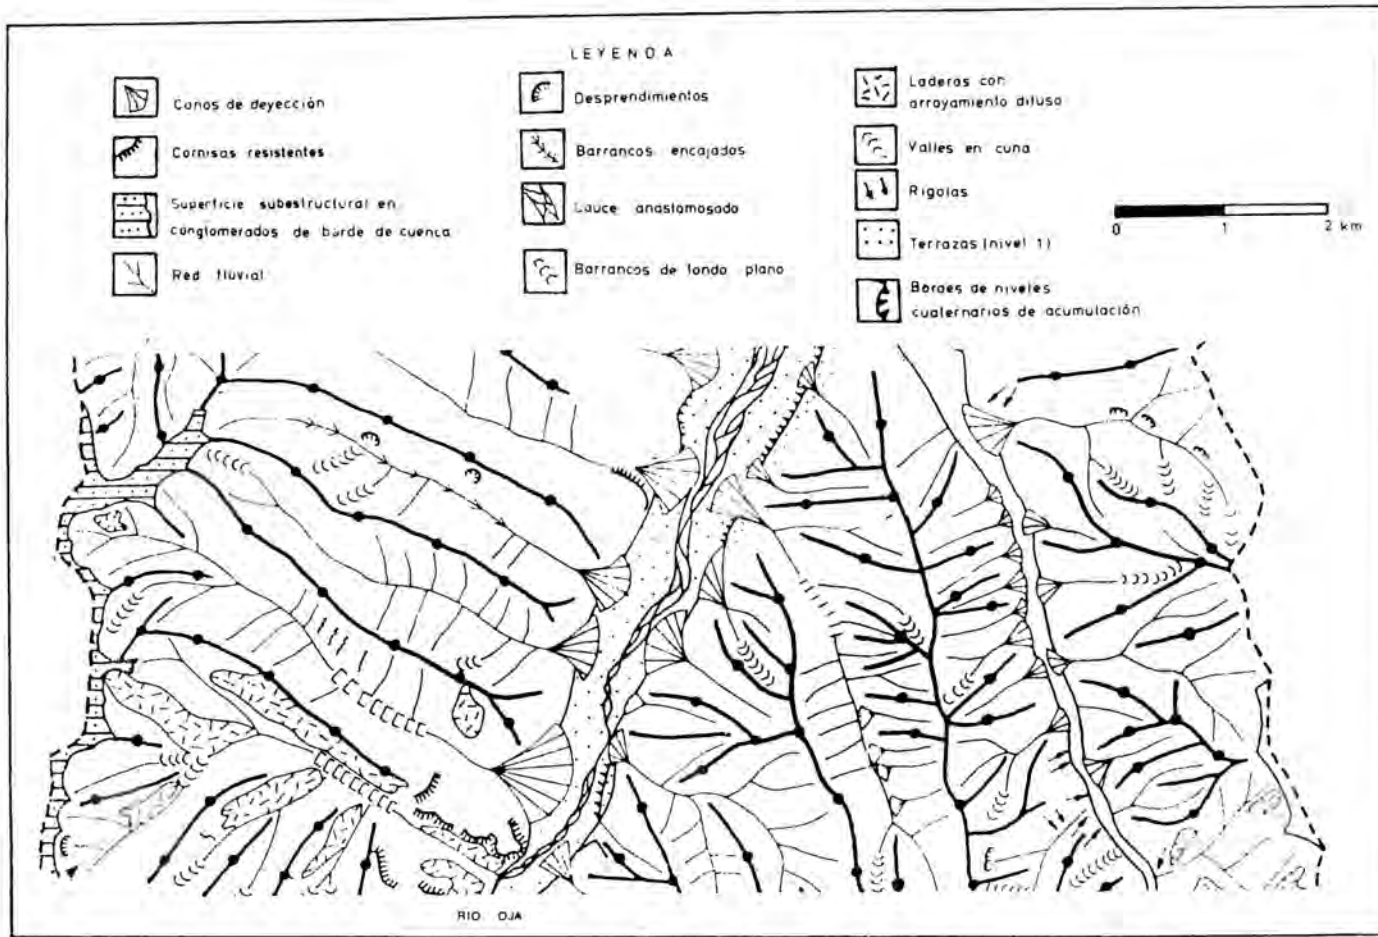 LEYENDA
Conos de deyección
Cornisas resistentes
Superficie subestructural en
conglomerados de borde de cuenca
Red fluvial
Desprendimientos
Barrancos encajados
Cauce anastomosado
Barrancos de fondo plano
Laderas con
arroyamiento difuso
Valles en cuna
Rigolas
Terrazas (nivel 1)
Bordes de niveles
cuaternarios de acumulación
0 1 2 km
RIO OJA